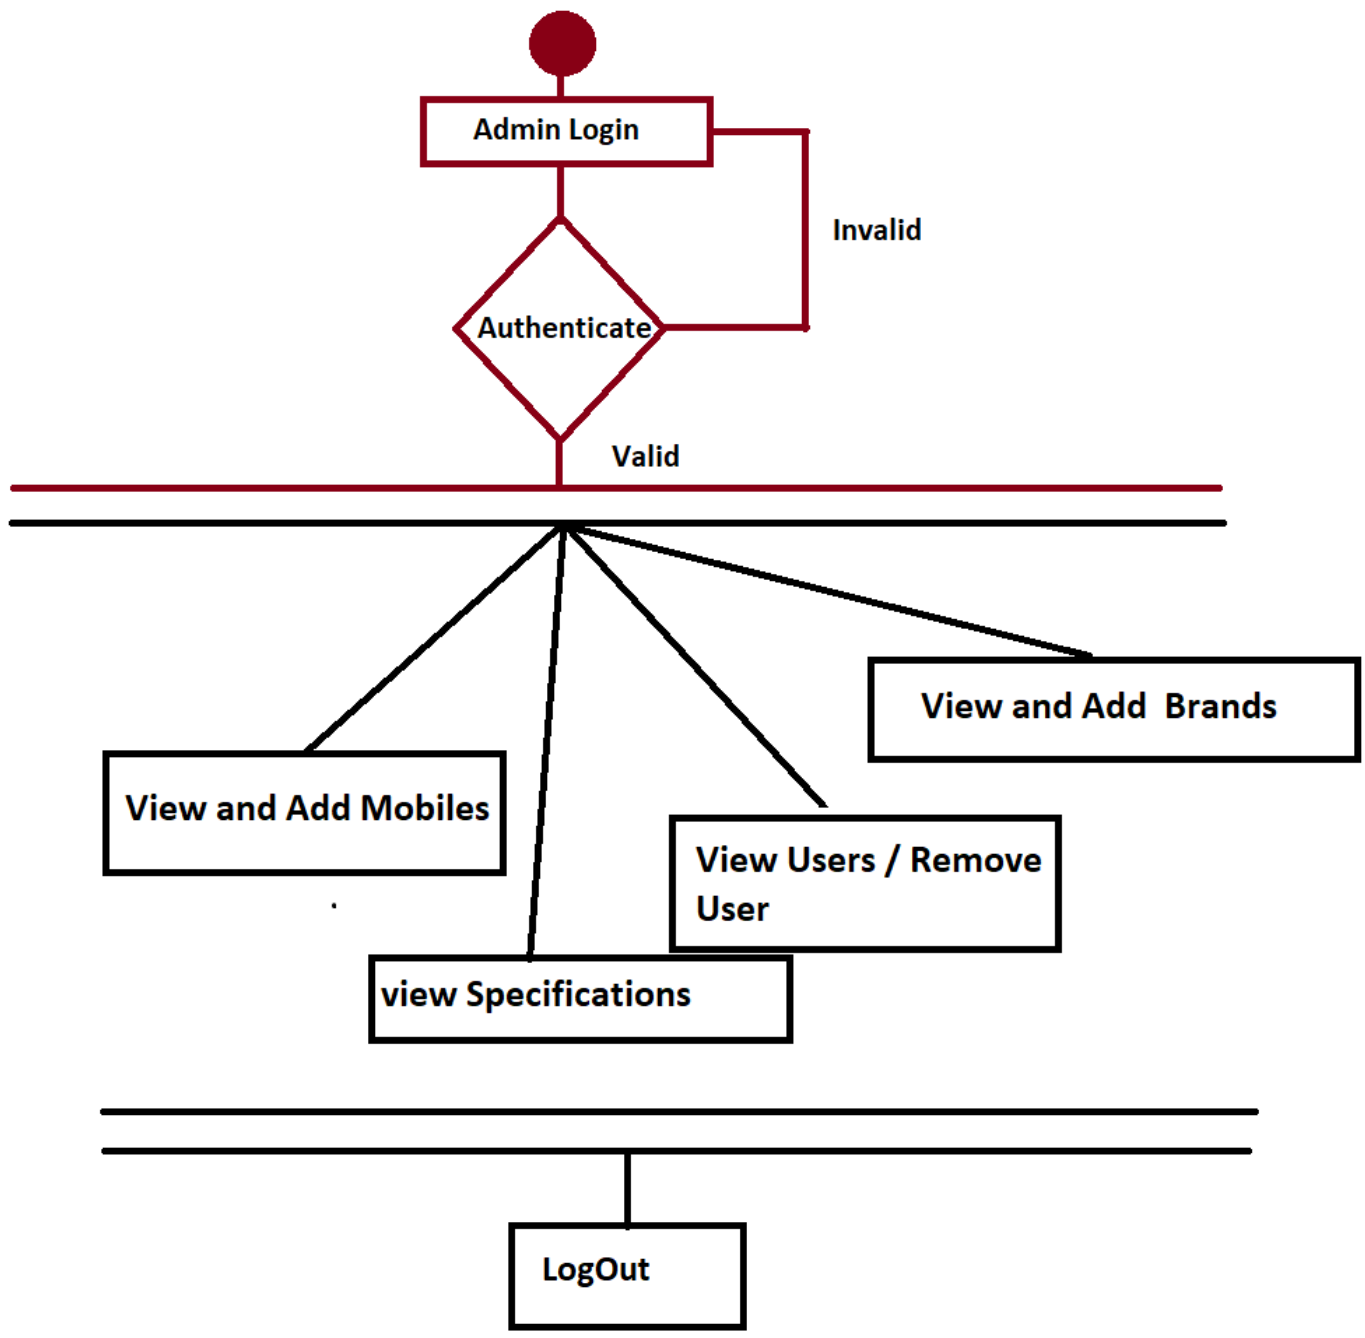 Admin Login
Invalid
Authenticate
Valid
View and Add  Brands
View and Add Mobiles
View Users / Remove
User
view Specifications
LogOut